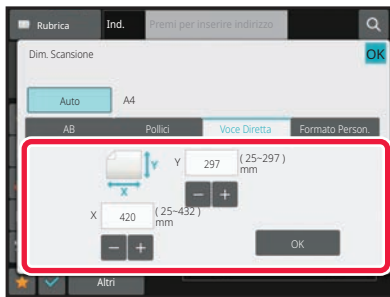 Rubrica
Ind.
Premi per inserire indirizzo
Dim. Scansione
OK
Auto
A4
AB
Pollici
Voce Diretta
Formato Person.
Y
Y
297
( 25~297 )
mm
X
X
420
( 25~432 )
mm
OK
Altri